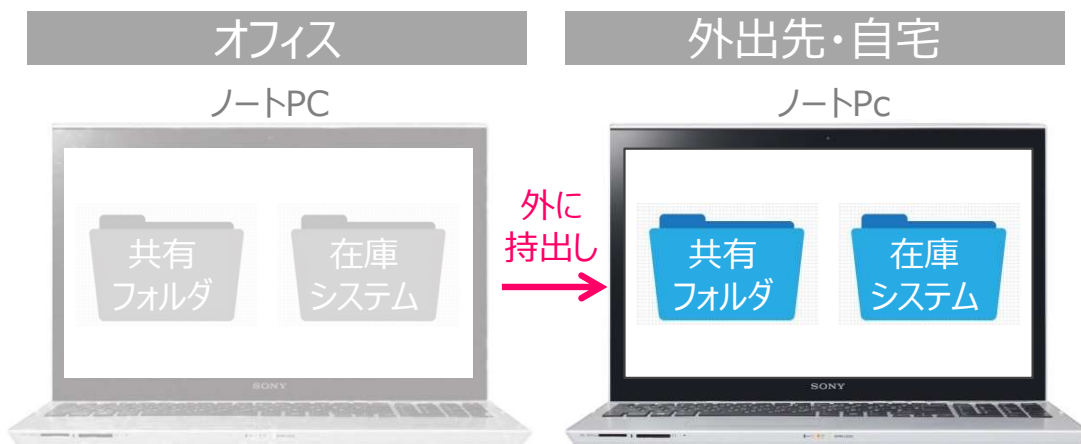 オフィス
外出先・自宅
ノートPC
ノートPc
共有
フォルダ
在庫
システム
外に
持出し
共有
フォルダ
在庫
システム
SONY
SONY